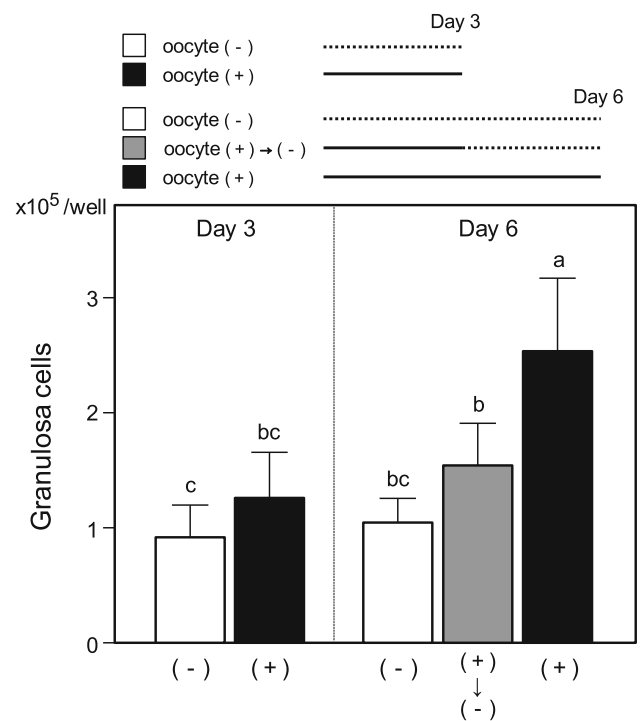 Day 3
oocyte ( - )
oocyte ( + )
Day 6
oocyte ( - )
oocyte ( + ) → ( - )
oocyte ( + )
x10⁵ /well
Day 3
Day 6
a
3
b
2
bc
bc
c
1
0
Granulosa cells
( - )
( + )
( - )
( + )
↓
( - )
( + )